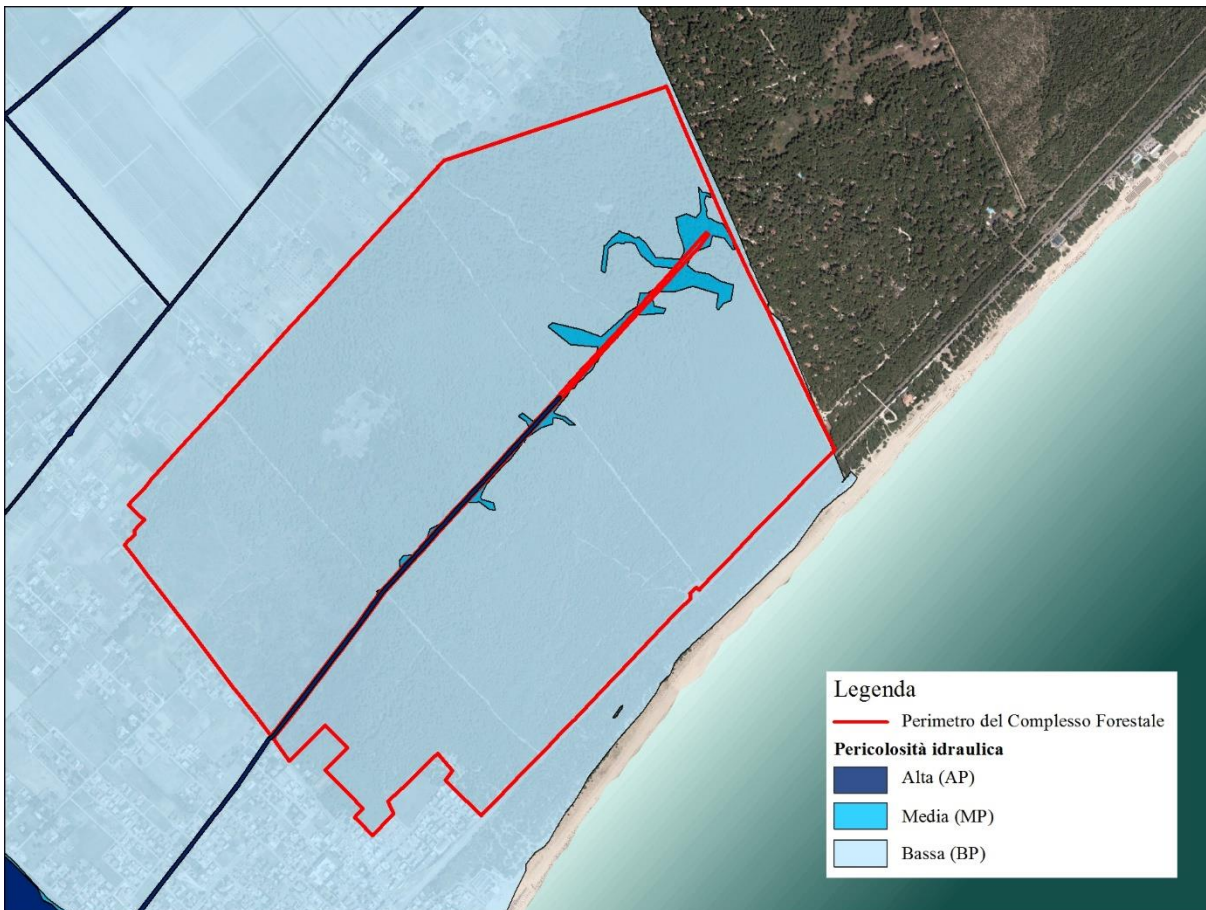 Legenda
Perimetro del Complesso Forestale
Pericolosità idraulica
Alta (AP)
Media (MP)
Bassa (BP)